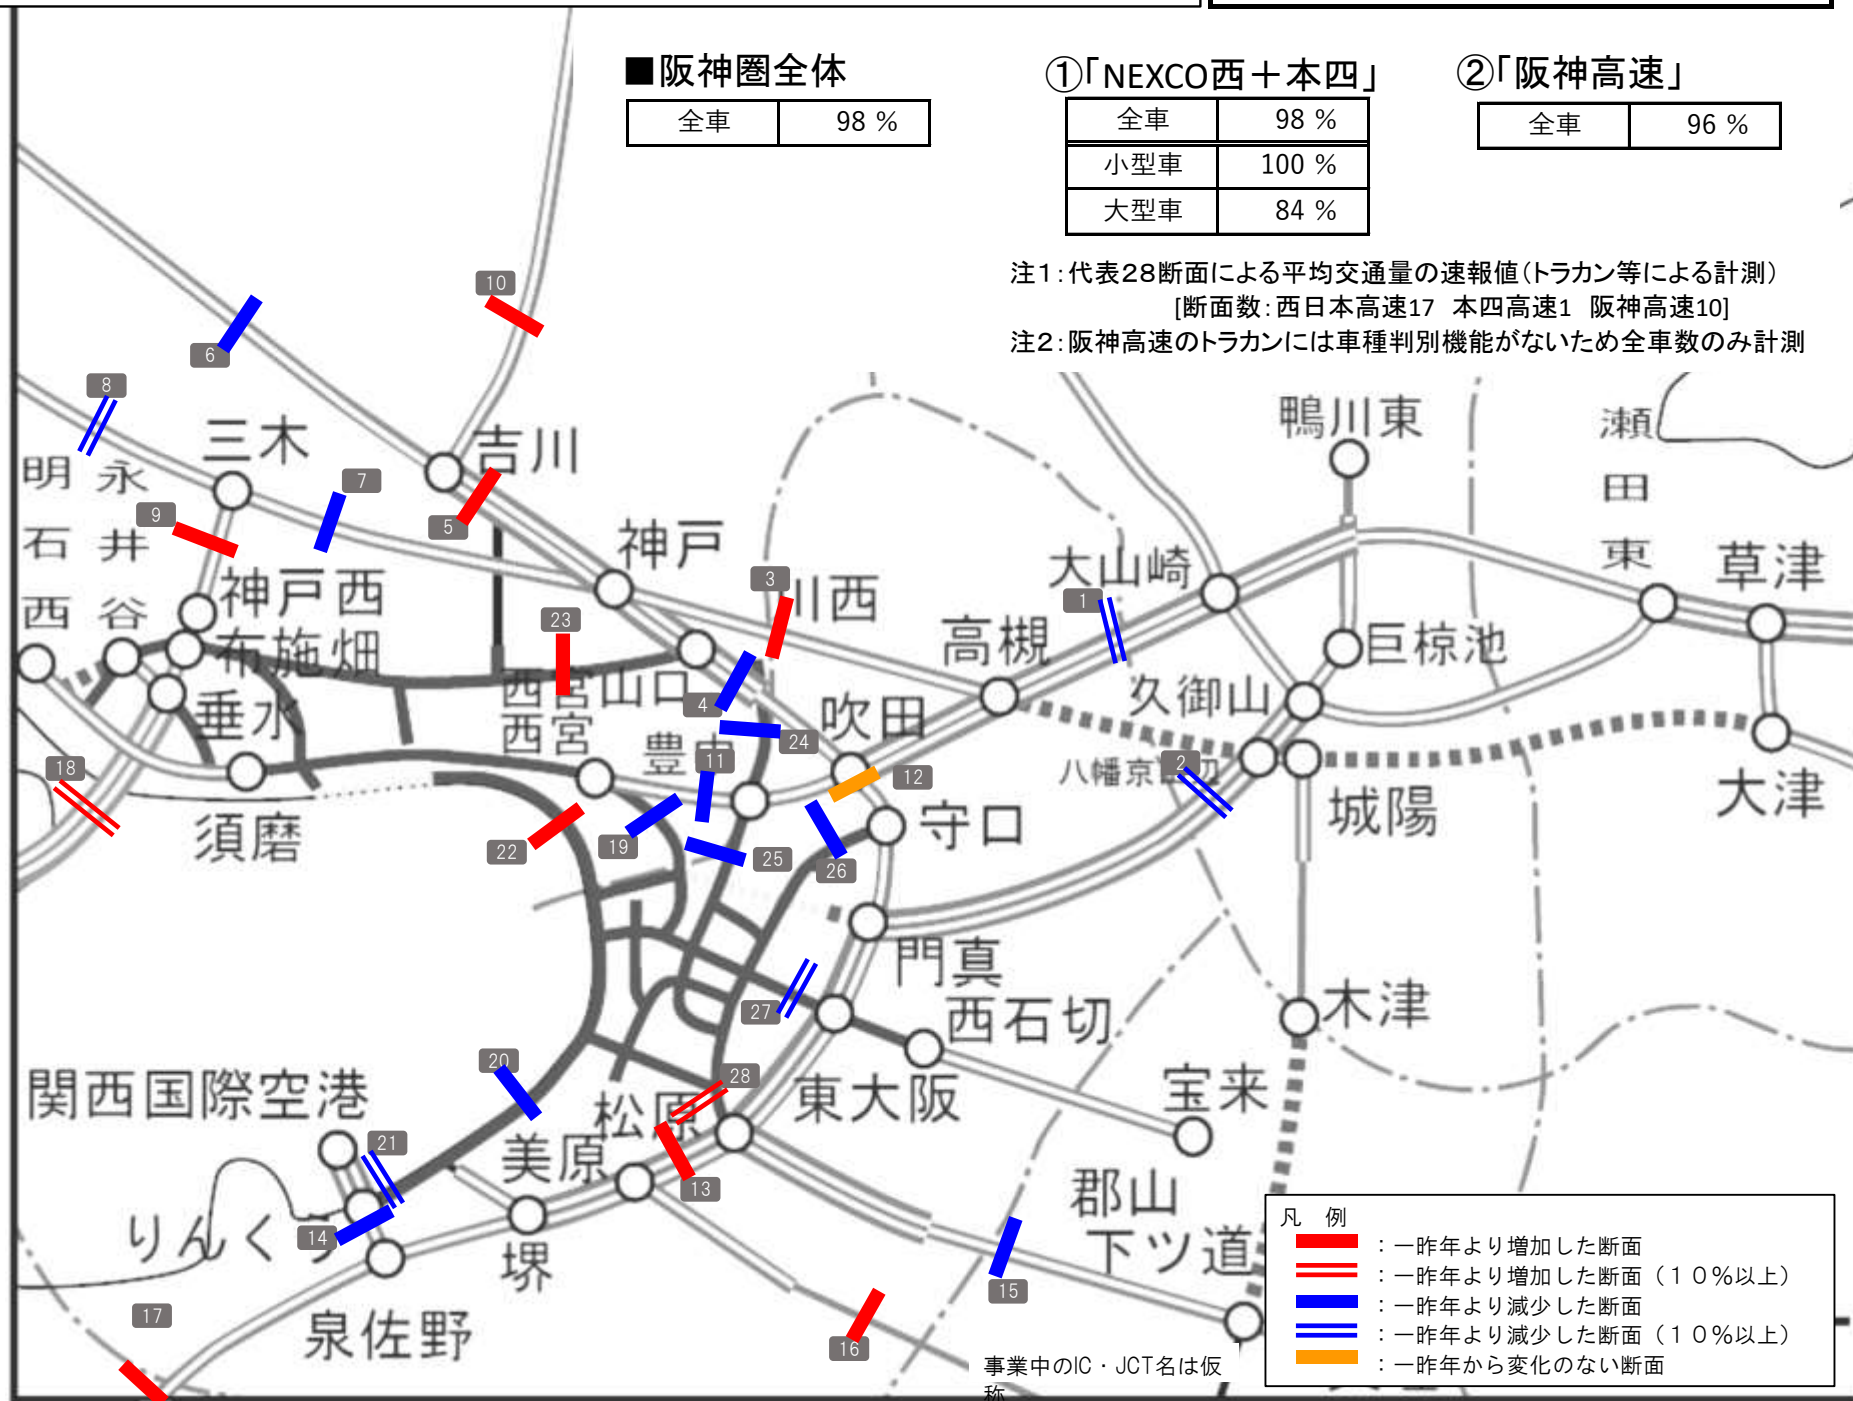 ■阪神圏全体
全車 98 %
①「NEXCO西＋本四」
全車 98 %
小型車 100 %
大型車 84 %
②「阪神高速」
全車 96 %
注１：代表２８断面による平均交通量の速報値（トラカン等による計測）
[断面数：西日本高速17 本四高速1 阪神高速10]
注２：阪神高速のトラカンには車種判別機能がないため全車数のみ計測
10
6
8
三木
吉川
鴨川東
瀬田東
明石西
永井谷
7
9
5
神戸
大山崎
草津
神戸西
3
川西
1
布施畑
23
高槻
巨椋池
西宮山口
4
久御山
垂水
西宮
吹田
24
豊中
11
12
2
八幡京田辺
18
城陽
大津
須磨
22
19
25
26
守口
門真
27
西石切
木津
20
28
宝来
関西国際空港
松原
東大阪
21
美原
13
郡山下ツ道
りんくう
14
堺
15
17
泉佐野
16
事業中のIC・JCT名は仮
称
凡 例
：一昨年より増加した断面
：一昨年より増加した断面（１０％以上）
：一昨年より減少した断面
：一昨年より減少した断面（１０％以上）
：一昨年から変化のない断面